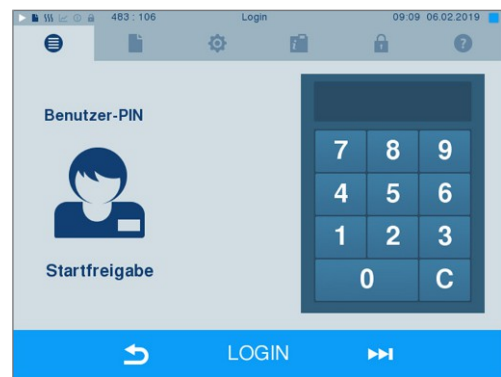 483 : 106 Login 09:09 06.02.2019
Benutzer-PIN
Startfreigabe
7 8 9
4 5 6
1 2 3
0 C
LOGIN